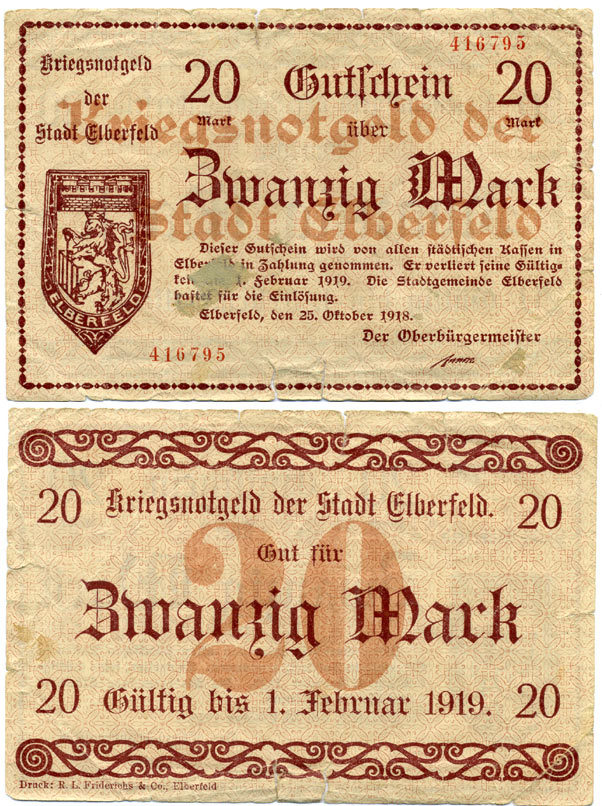 416795
Kriegsnotgeld
der
Stadt Elberfeld
20
Mark
Gutschein
über
20
Mark
Zwanzig Mark
Kriegsnotgeld der
Stadt Elberfeld
Dieser Gutschein wird von allen städtischen Kassen in
Elberfeld in Zahlung genommen. Er verliert seine Gültig-
1. Februar 1919. Die Stadtgemeinde Elberfeld
haftet für die Einlösung.
Elberfeld, den 25. Oktober 1918.
Der Oberbürgermeister
ELBERFELD
416795
20
Kriegsnotgeld der Stadt Elberfeld.
20
Gut für
20
Zwanzig Mark
20
Gültig bis 1. Februar 1919.
20
Druck: R. L. Friderichs & Co., Elberfeld